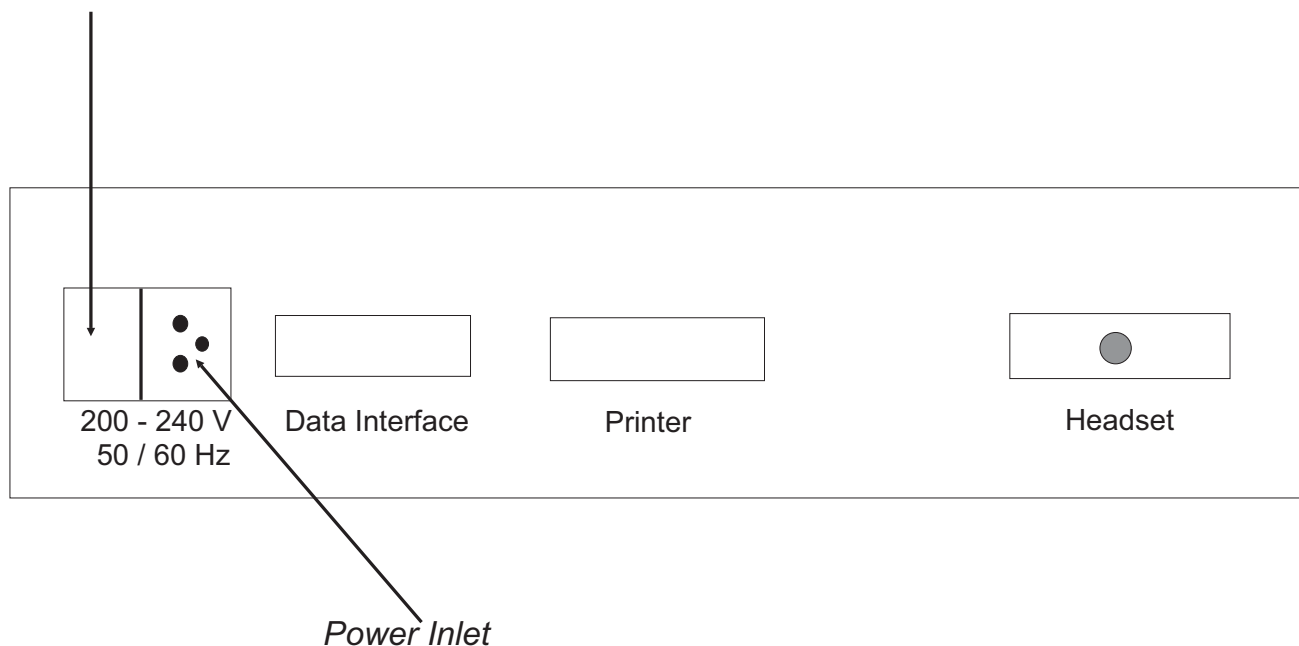 200 - 240 V
50 / 60 Hz
Data Interface
Printer
Headset
Power Inlet